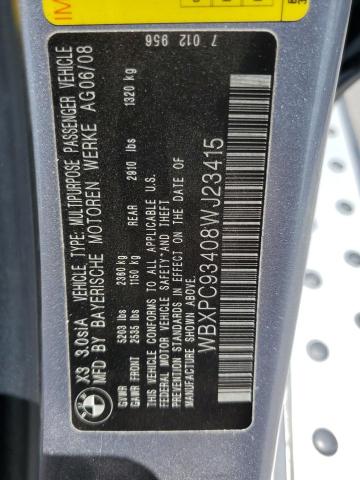 7 012 956
BMW
X3 3.0siA VEHICLE TYPE: MULTIPURPOSE PASSENGER VEHICLE
MFD BY BAYERISCHE MOTOREN WERKE AG06/08
GVWR 5203 lbs 2360 kg
GAWR FRONT 2535 lbs 1150 kg REAR 2910 lbs 1320 kg
THIS VEHICLE CONFORMS TO ALL APPLICABLE U.S.
FEDERAL MOTOR VEHICLE SAFETY*AND THEFT
PREVENTION STANDARDS IN EFFECT ON THE DATE OF
MANUFACTURE SHOWN ABOVE.
WBXPC93408WJ23415